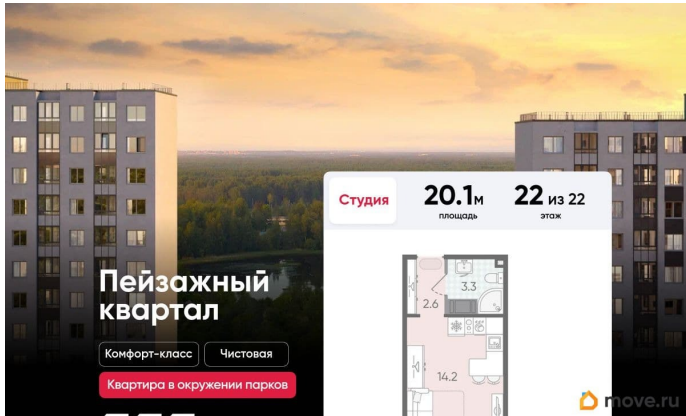 Студия
20.1м
площадь
22 из 22
этаж
3.3
2.6
14.2
Пейзажный
квартал
Комфорт-класс
Чистовая
Квартира в окружении парков
move.ru